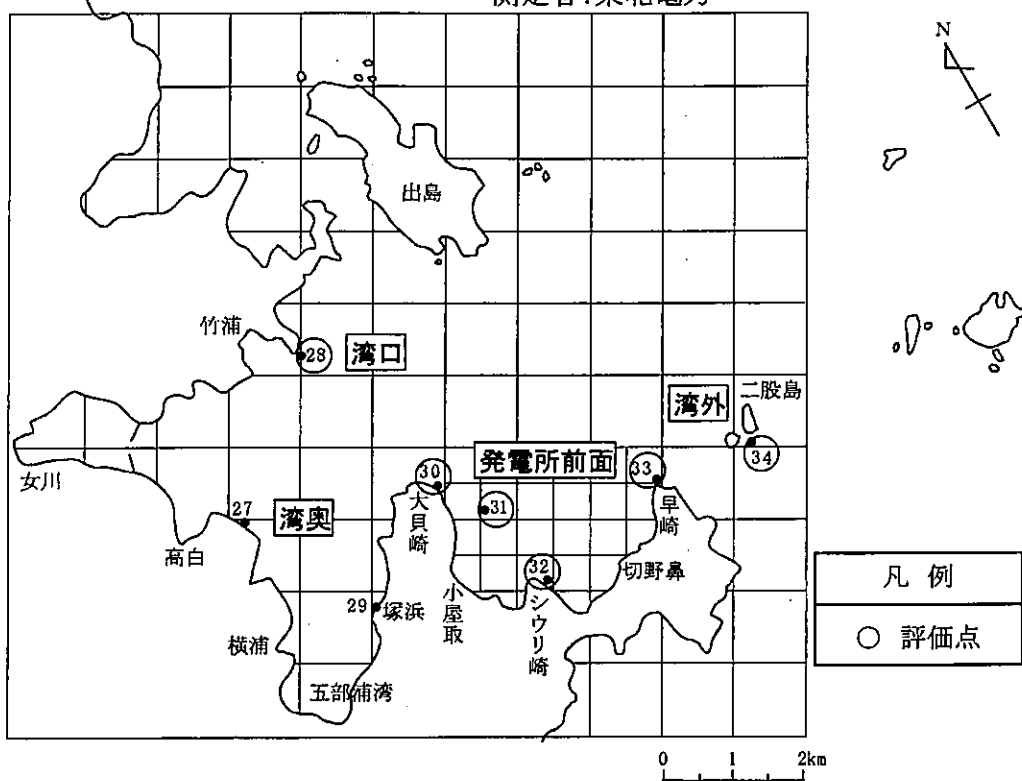 測定者:東北電力
N
出島
竹浦
28
湾口
湾外
二股島
発電所前面
女川
30
31
33
34
27
湾奥
大貝崎
早崎
高白
32
切野鼻
凡例
○ 評価点
29
塚浜
小屋取
シウリ崎
横浦
五部浦湾
0 1 2km